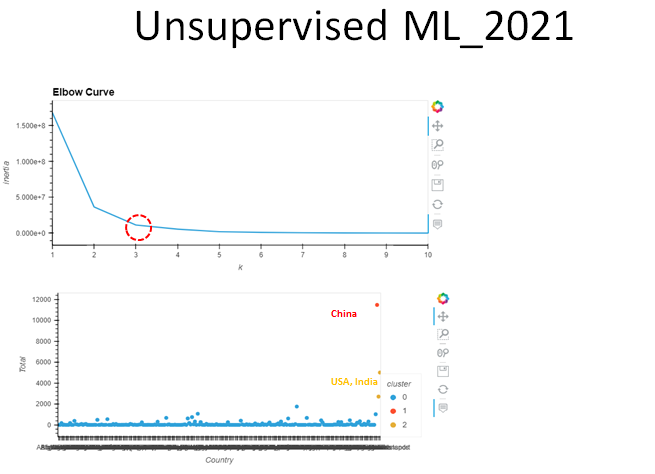 Unsupervised ML_2021
Elbow Curve
1.500e+8
1.000e+8
5.000e+7
0.000e+0
inertia
1 2 3 4 5 6 7 8 9 10
k
12000
10000
8000
6000
4000
2000
0
Total
China
USA, India
cluster
0
1
2
Country